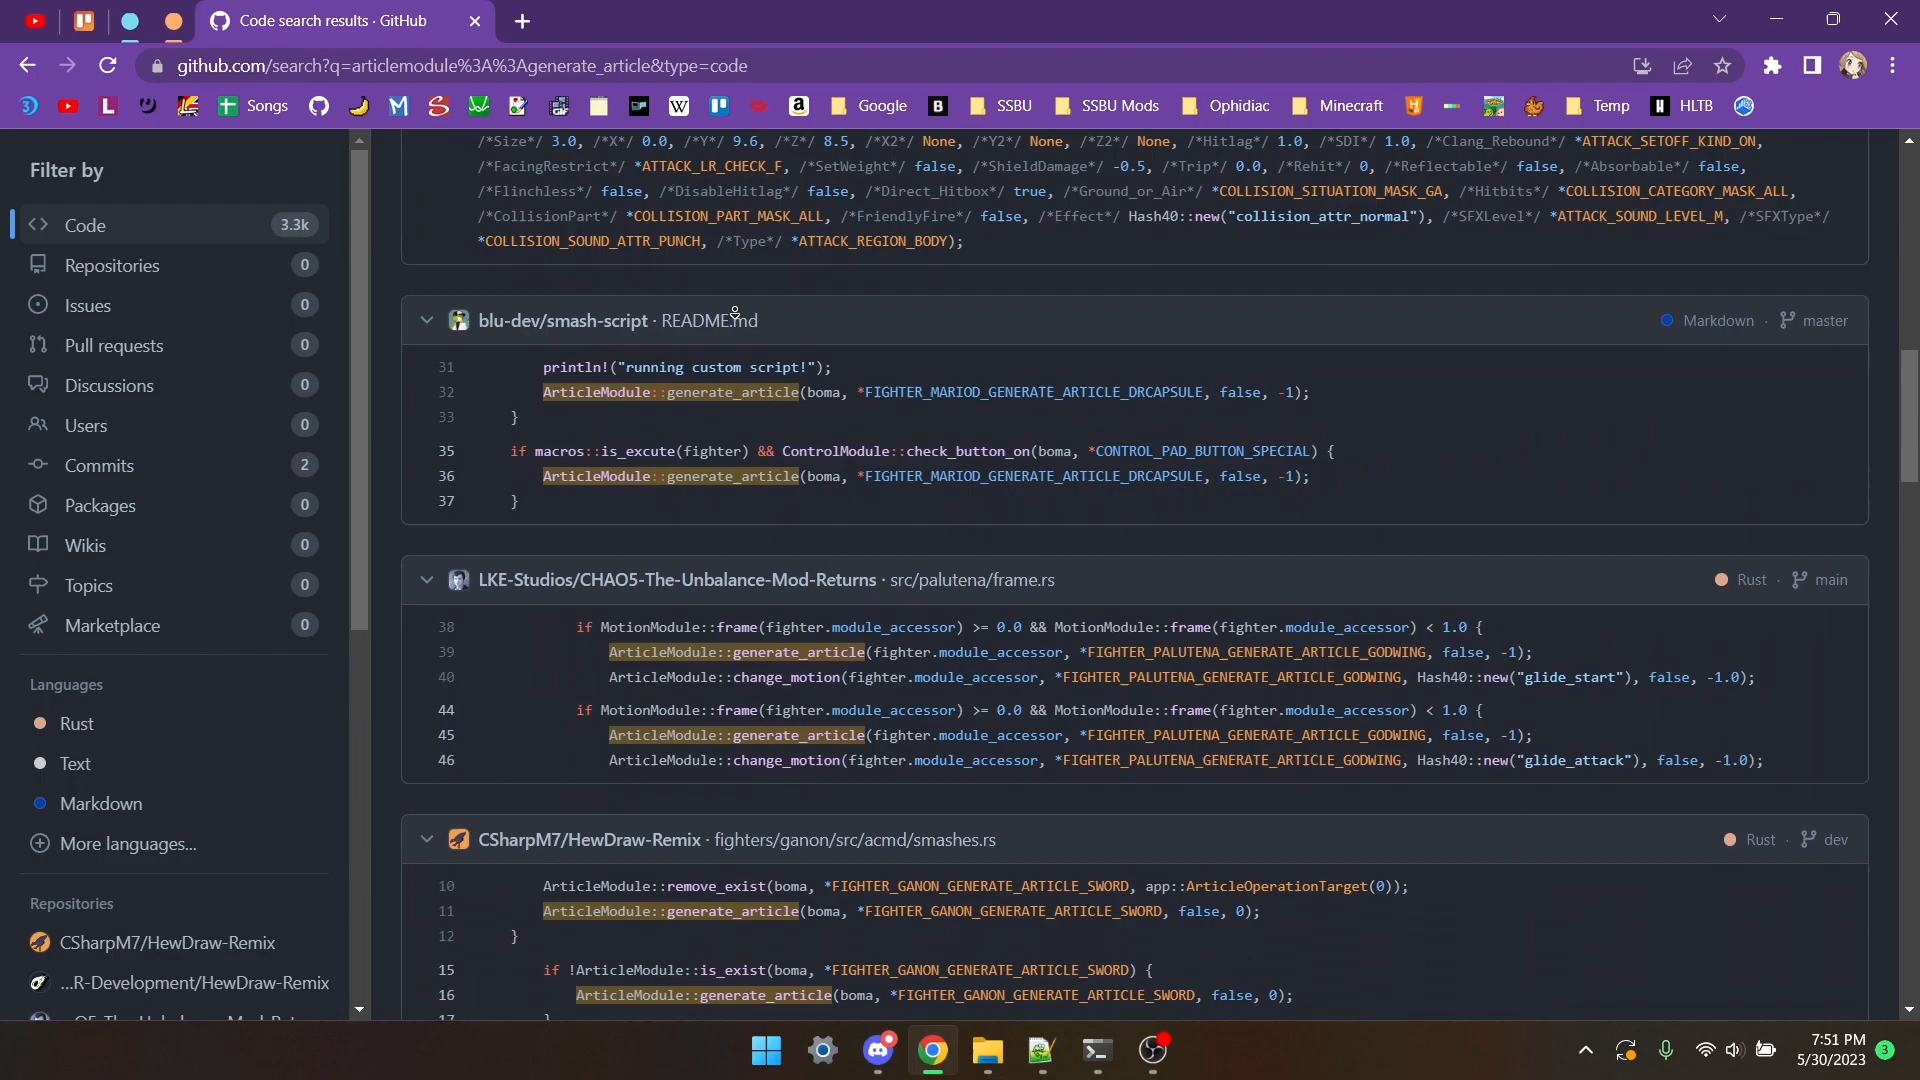 Code search results · GitHub
github.com/search?q=articlemodule%3A%3Agenerate_article&type=code
L
Songs
Google
B
SSBU
SSBU Mods
Ophidiac
Minecraft
Temp
HLTB
Filter by
Code 3.3k
Repositories 0
Issues 0
Pull requests 0
Discussions 0
Users 0
Commits 2
Packages 0
Wikis 0
Topics 0
Marketplace 0
Languages
Rust
Text
Markdown
More languages...
Repositories
CSharpM7/HewDraw-Remix
...R-Development/HewDraw-Remix
/*Size*/ 3.0, /*X*/ 0.0, /*Y*/ 9.6, /*Z*/ 8.5, /*X2*/ None, /*Y2*/ None, /*Z2*/ None, /*Hitlag*/ 1.0, /*SDI*/ 1.0, /*Clang_Rebound*/ *ATTACK_SETOFF_KIND_ON,
/*FacingRestrict*/ *ATTACK_LR_CHECK_F, /*SetWeight*/ false, /*ShieldDamage*/ -0.5, /*Trip*/ 0.0, /*Rehit*/ 0, /*Reflectable*/ false, /*Absorbable*/ false,
/*Flinchless*/ false, /*DisableHitlag*/ false, /*Direct_Hitbox*/ true, /*Ground_or_Air*/ *COLLISION_SITUATION_MASK_GA, /*Hitbits*/ *COLLISION_CATEGORY_MASK_ALL,
/*CollisionPart*/ *COLLISION_PART_MASK_ALL, /*FriendlyFire*/ false, /*Effect*/ Hash40::new("collision_attr_normal"), /*SFXLevel*/ *ATTACK_SOUND_LEVEL_M, /*SFXType*/
*COLLISION_SOUND_ATTR_PUNCH, /*Type*/ *ATTACK_REGION_BODY);
blu-dev/smash-script · README.md Markdown · master
31 println!("running custom script!");
32 ArticleModule::generate_article(boma, *FIGHTER_MARIOD_GENERATE_ARTICLE_DRCAPSULE, false, -1);
33 }
35 if macros::is_excute(fighter) && ControlModule::check_button_on(boma, *CONTROL_PAD_BUTTON_SPECIAL) {
36 ArticleModule::generate_article(boma, *FIGHTER_MARIOD_GENERATE_ARTICLE_DRCAPSULE, false, -1);
37 }
LKE-Studios/CHAO5-The-Unbalance-Mod-Returns · src/palutena/frame.rs Rust · main
38 if MotionModule::frame(fighter.module_accessor) >= 0.0 && MotionModule::frame(fighter.module_accessor) < 1.0 {
39 ArticleModule::generate_article(fighter.module_accessor, *FIGHTER_PALUTENA_GENERATE_ARTICLE_GODWING, false, -1);
40 ArticleModule::change_motion(fighter.module_accessor, *FIGHTER_PALUTENA_GENERATE_ARTICLE_GODWING, Hash40::new("glide_start"), false, -1.0);
44 if MotionModule::frame(fighter.module_accessor) >= 0.0 && MotionModule::frame(fighter.module_accessor) < 1.0 {
45 ArticleModule::generate_article(fighter.module_accessor, *FIGHTER_PALUTENA_GENERATE_ARTICLE_GODWING, false, -1);
46 ArticleModule::change_motion(fighter.module_accessor, *FIGHTER_PALUTENA_GENERATE_ARTICLE_GODWING, Hash40::new("glide_attack"), false, -1.0);
CSharpM7/HewDraw-Remix · fighters/ganon/src/acmd/smashes.rs Rust · dev
10 ArticleModule::remove_exist(boma, *FIGHTER_GANON_GENERATE_ARTICLE_SWORD, app::ArticleOperationTarget(0));
11 ArticleModule::generate_article(boma, *FIGHTER_GANON_GENERATE_ARTICLE_SWORD, false, 0);
12 }
15 if !ArticleModule::is_exist(boma, *FIGHTER_GANON_GENERATE_ARTICLE_SWORD) {
16 ArticleModule::generate_article(boma, *FIGHTER_GANON_GENERATE_ARTICLE_SWORD, false, 0);
17 }
7:51 PM
5/30/2023
3